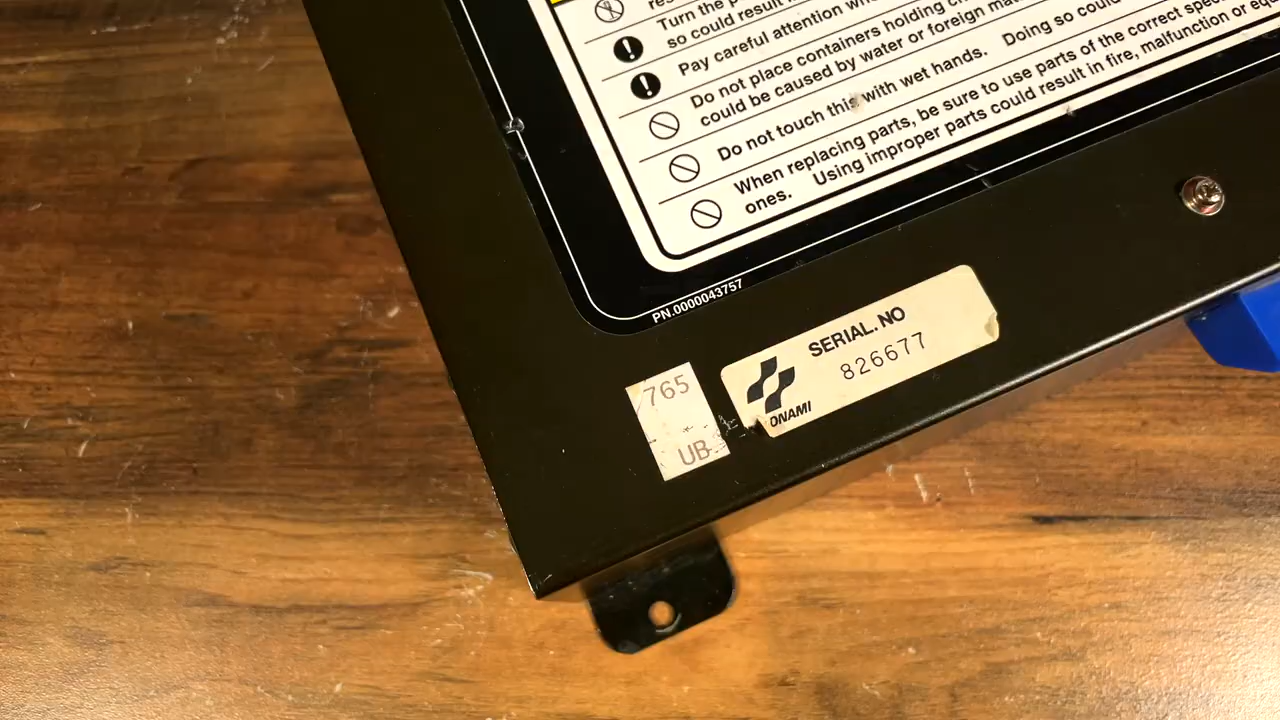 Turn the
so could result
Pay careful attention
Do not place containers holding
could be caused by water or foreign
Do not touch this with wet hands. Doing so could
When replacing parts, be sure to use parts of the correct
ones. Using improper parts could result in fire, malfunction or
PN.0000043757
SERIAL.NO
826677
ONAMI
765
UB